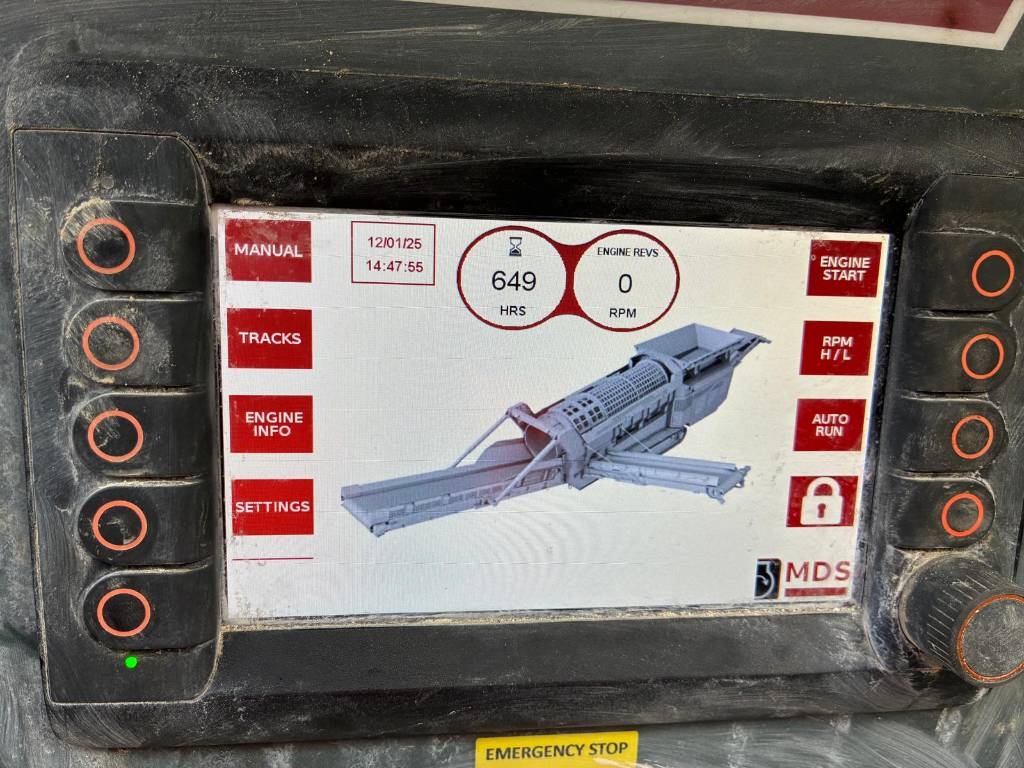 MANUAL
12/01/25
14:47:55
649
HRS
ENGINE REVS
0
RPM
ENGINE
START
TRACKS
RPM
H / L
ENGINE
INFO
AUTO
RUN
SETTINGS
MDS
EMERGENCY STOP